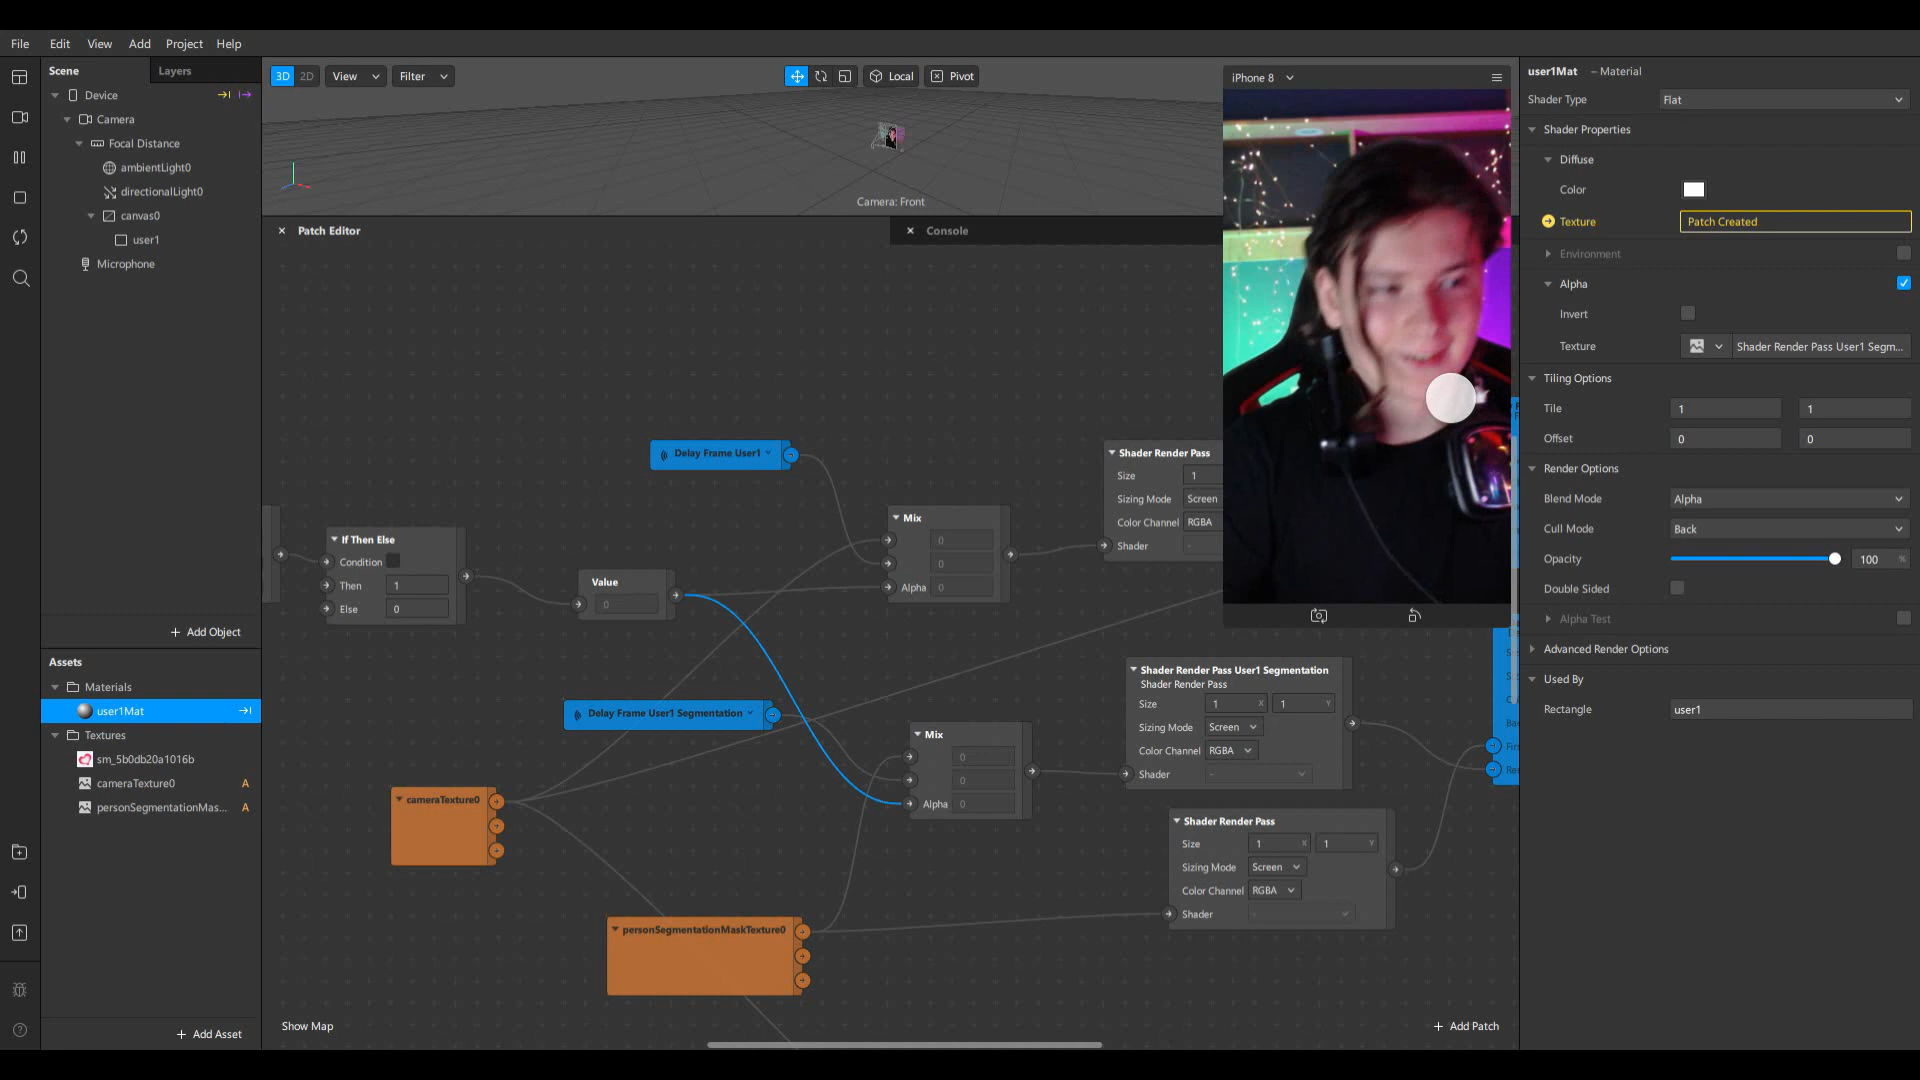 File Edit View Add Project Help
Scene
Layers
Device
Camera
Focal Distance
ambientLight0
directionalLight0
canvas0
user1
Microphone
+ Add Object
Assets
Materials
user1Mat
Textures
sm_5b0db20a1016b
cameraTexture0 A
personSegmentationMas... A
+ Add Asset
3D 2D
View
Filter
Local
Pivot
Camera: Front
Patch Editor
Console
Delay Frame User1
If Then Else
Condition
Then 1
Else 0
Value
0
Mix
0
0
Alpha 0
Shader Render Pass
Size 1
Sizing Mode Screen
Color Channel RGBA
Shader -
Delay Frame User1 Segmentation
Mix
0
0
Alpha 0
Shader Render Pass User1 Segmentation
Shader Render Pass
Size 1 X 1 Y
Sizing Mode Screen
Color Channel RGBA
Shader -
cameraTexture0
Shader Render Pass
Size 1 X 1 Y
Sizing Mode Screen
Color Channel RGBA
Shader -
personSegmentationMaskTexture0
Show Map
+ Add Patch
iPhone 8
user1Mat – Material
Shader Type Flat
Shader Properties
Diffuse
Color
Texture Patch Created
Environment
Alpha
Invert
Texture Shader Render Pass User1 Segm...
Tiling Options
Tile 1 1
Offset 0 0
Render Options
Blend Mode Alpha
Cull Mode Back
Opacity 100 %
Double Sided
Alpha Test
Advanced Render Options
Used By
Rectangle user1